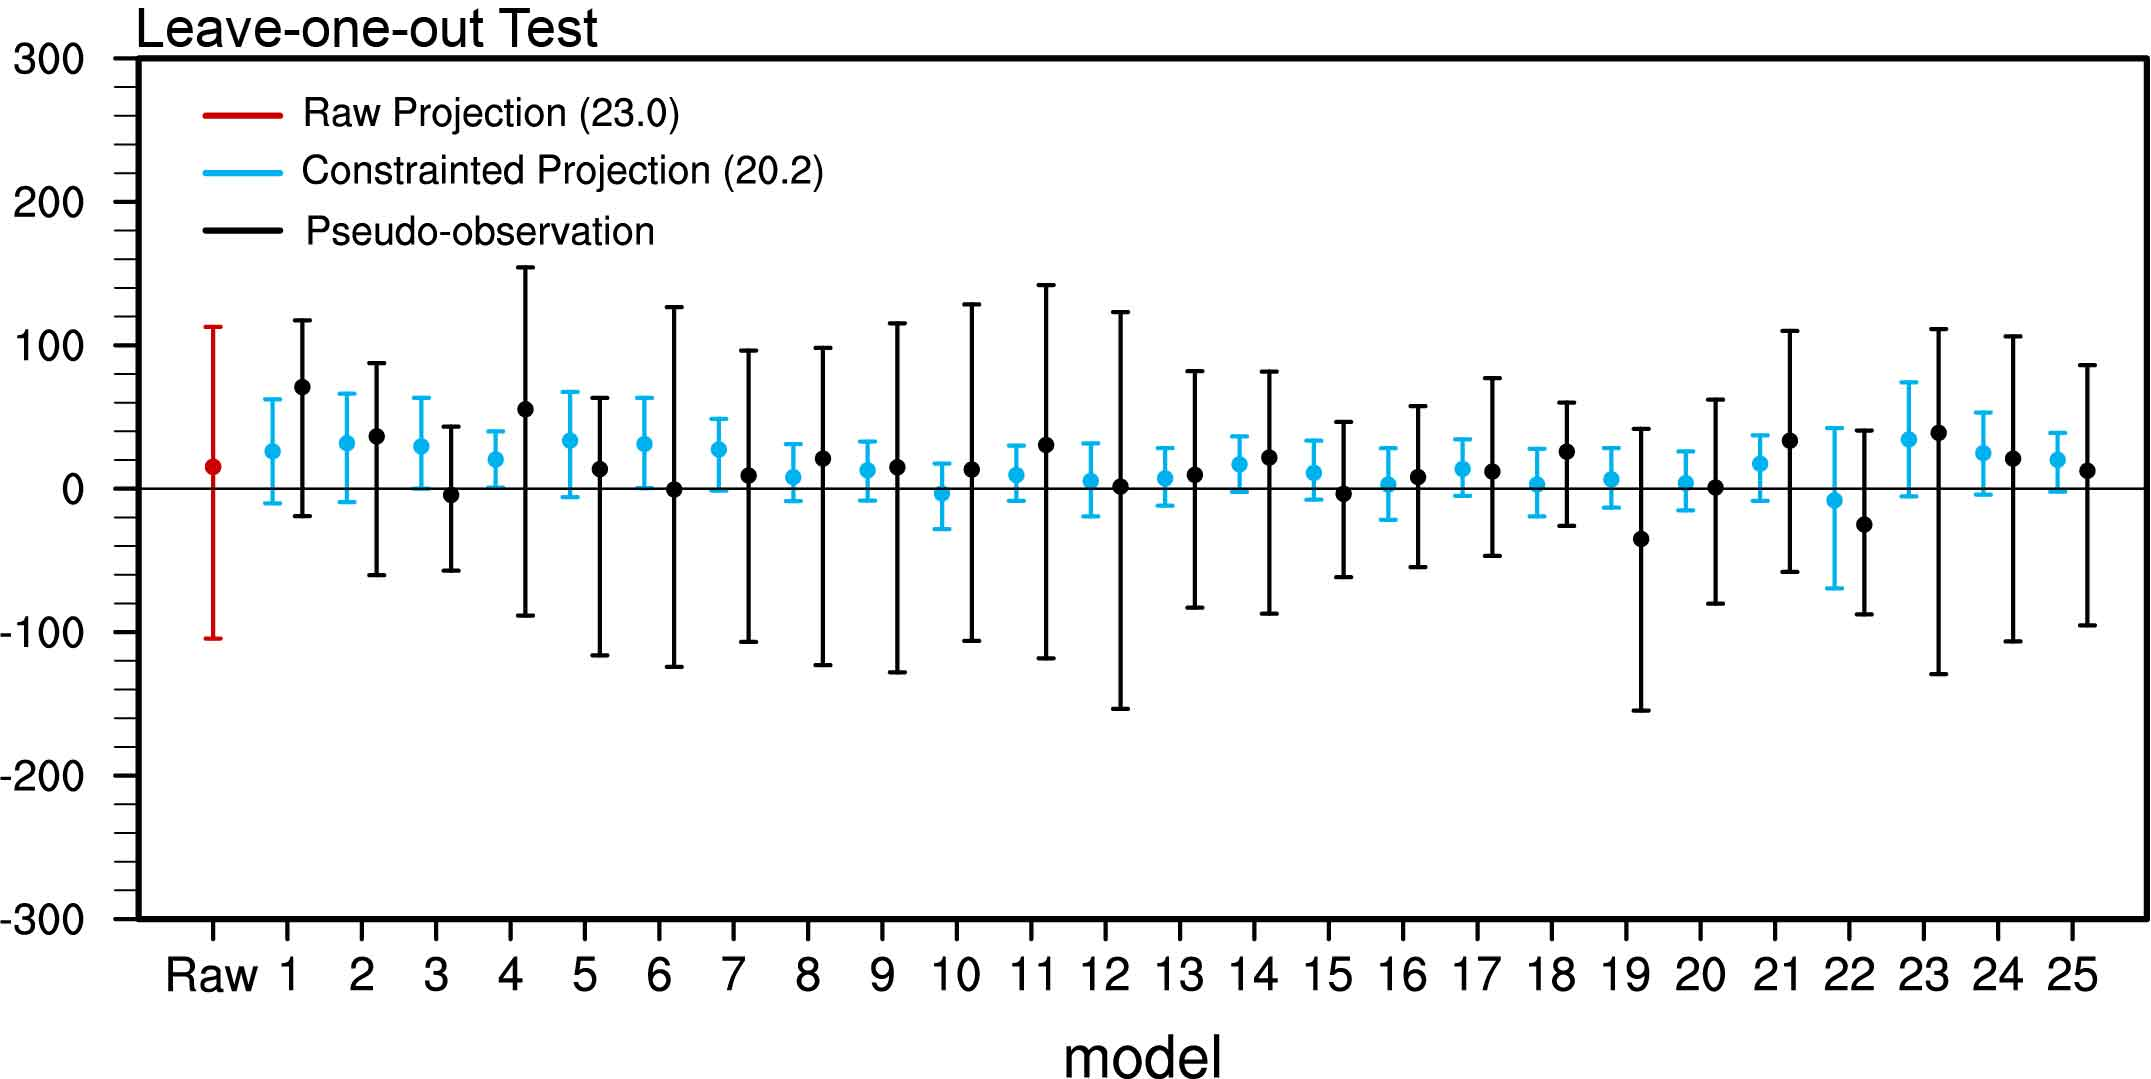 Leave-one-out Test
300
200
100
0
-100
-200
-300
Raw Projection (23.0)
Constrainted Projection (20.2)
Pseudo-observation
Raw 1 2 3 4 5 6 7 8 9 10 11 12 13 14 15 16 17 18 19 20 21 22 23 24 25
model